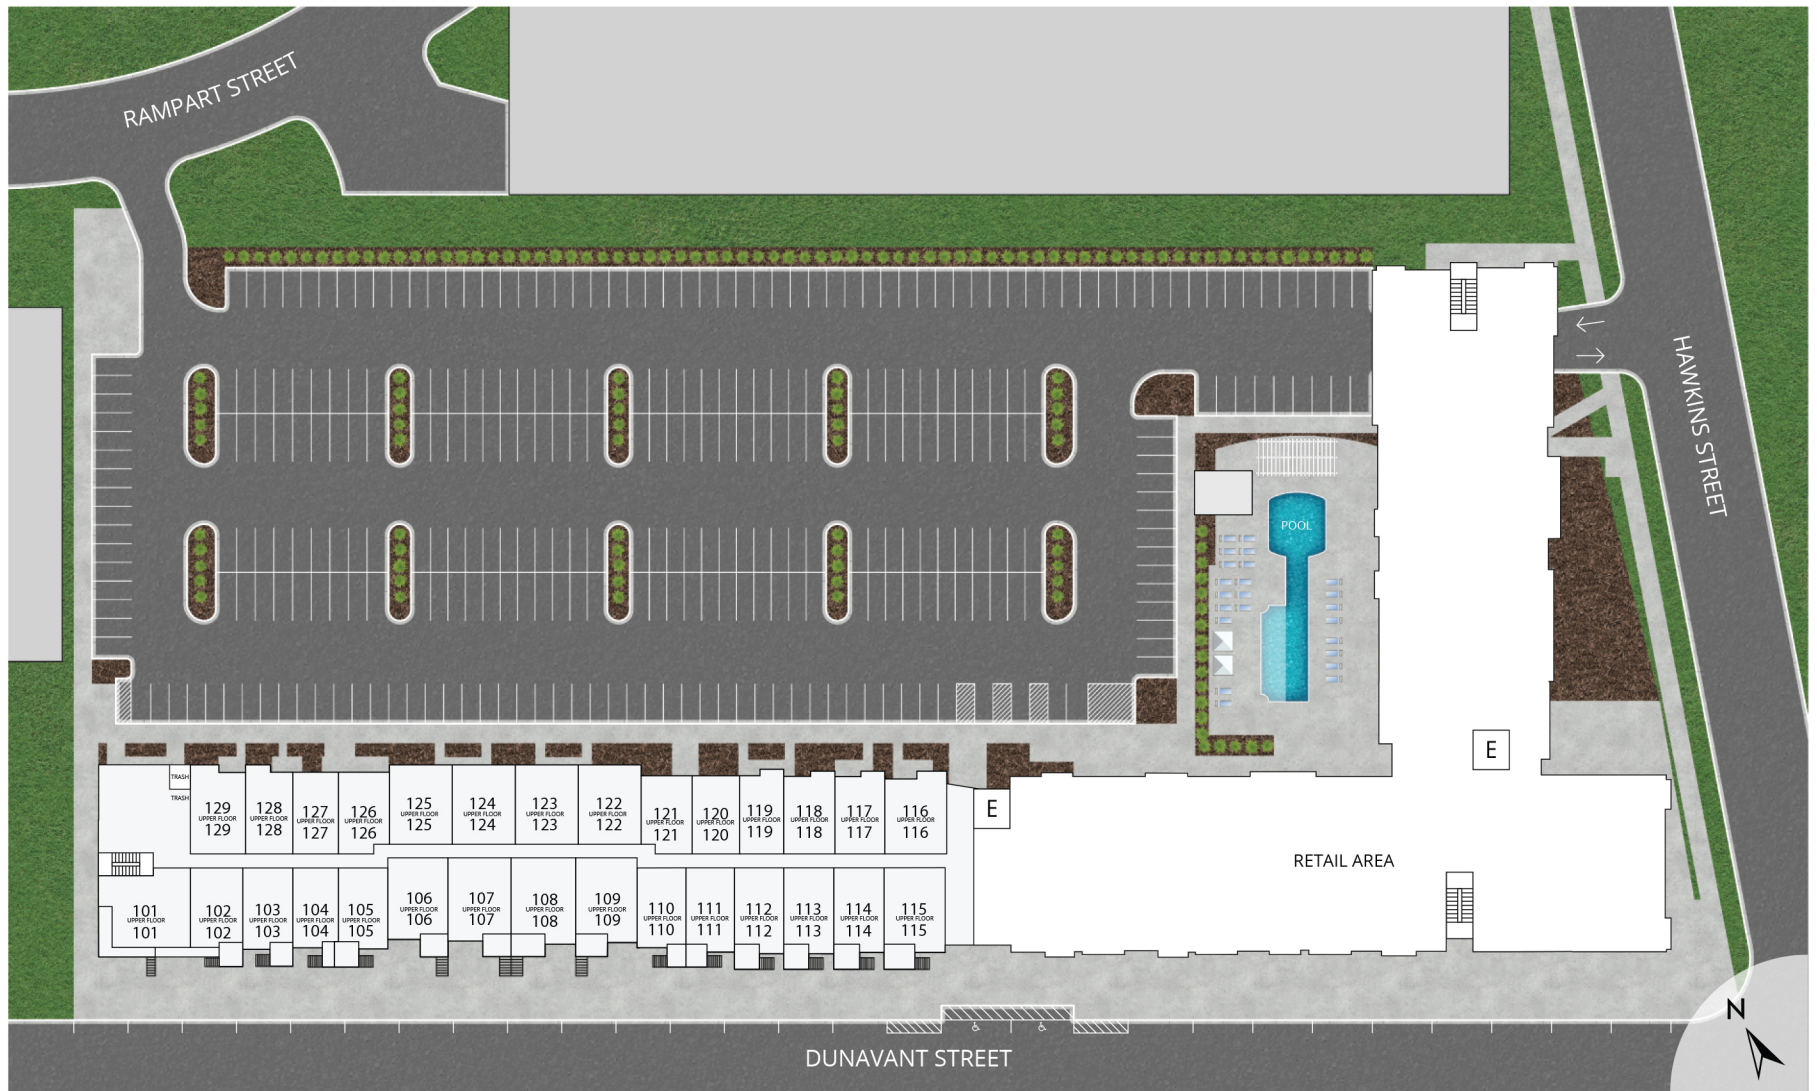 RAMPART STREET
HAWKINS STREET
POOL
E
TRASH
TRASH
129
UPPER FLOOR
129
128
UPPER FLOOR
128
127
UPPER FLOOR
127
126
UPPER FLOOR
126
125
UPPER FLOOR
125
124
UPPER FLOOR
124
123
UPPER FLOOR
123
122
UPPER FLOOR
122
121
UPPER FLOOR
121
120
UPPER FLOOR
120
119
UPPER FLOOR
119
118
UPPER FLOOR
118
117
UPPER FLOOR
117
116
UPPER FLOOR
116
E
RETAIL AREA
101
UPPER FLOOR
101
102
UPPER FLOOR
102
103
UPPER FLOOR
103
104
UPPER FLOOR
104
105
UPPER FLOOR
105
106
UPPER FLOOR
106
107
UPPER FLOOR
107
108
UPPER FLOOR
108
109
UPPER FLOOR
109
110
UPPER FLOOR
110
111
UPPER FLOOR
111
112
UPPER FLOOR
112
113
UPPER FLOOR
113
114
UPPER FLOOR
114
115
UPPER FLOOR
115
N
DUNAVANT STREET